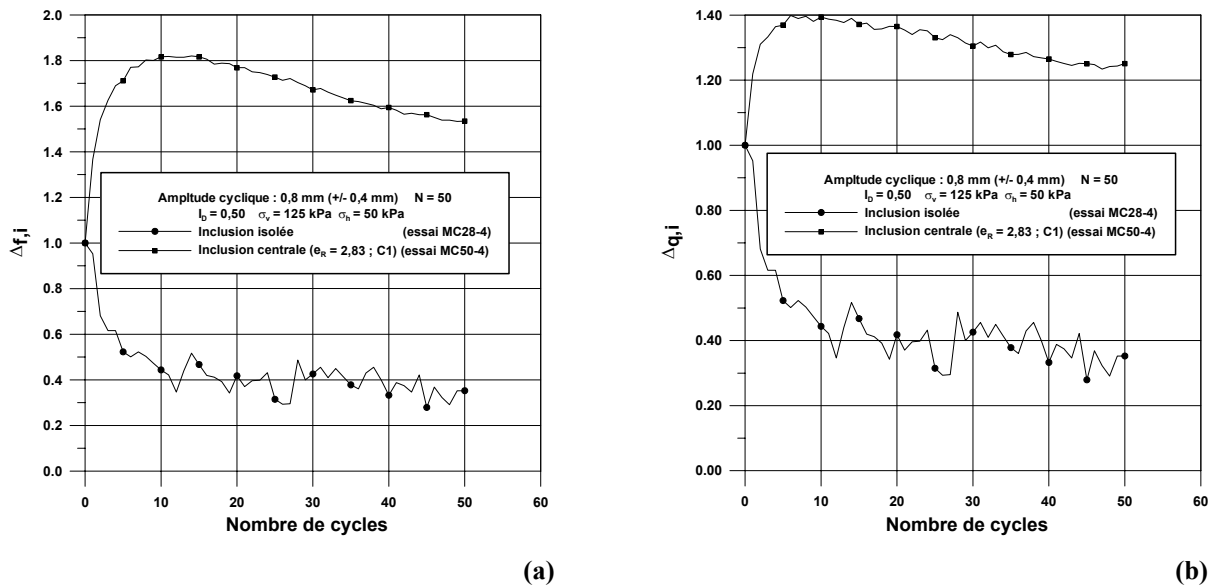 2.0
1.8
1.6
1.4
1.2
1.0
0.8
0.6
0.4
0.2
0.0
Δf,i
Ampltude cyclique : 0,8 mm (+/- 0,4 mm) N = 50
ID = 0,50 σv = 125 kPa σh = 50 kPa
Inclusion isolée (essai MC28-4)
Inclusion centrale (eR = 2,83 ; C1) (essai MC50-4)
0 10 20 30 40 50 60
Nombre de cycles
(a)
1.40
1.20
1.00
0.80
0.60
0.40
0.20
0.00
Δq,i
Ampltude cyclique : 0,8 mm (+/- 0,4 mm) N = 50
ID = 0,50 σv = 125 kPa σh = 50 kPa
Inclusion isolée (essai MC28-4)
Inclusion centrale (eR = 2,83 ; C1) (essai MC50-4)
0 10 20 30 40 50 60
Nombre de cycles
(b)